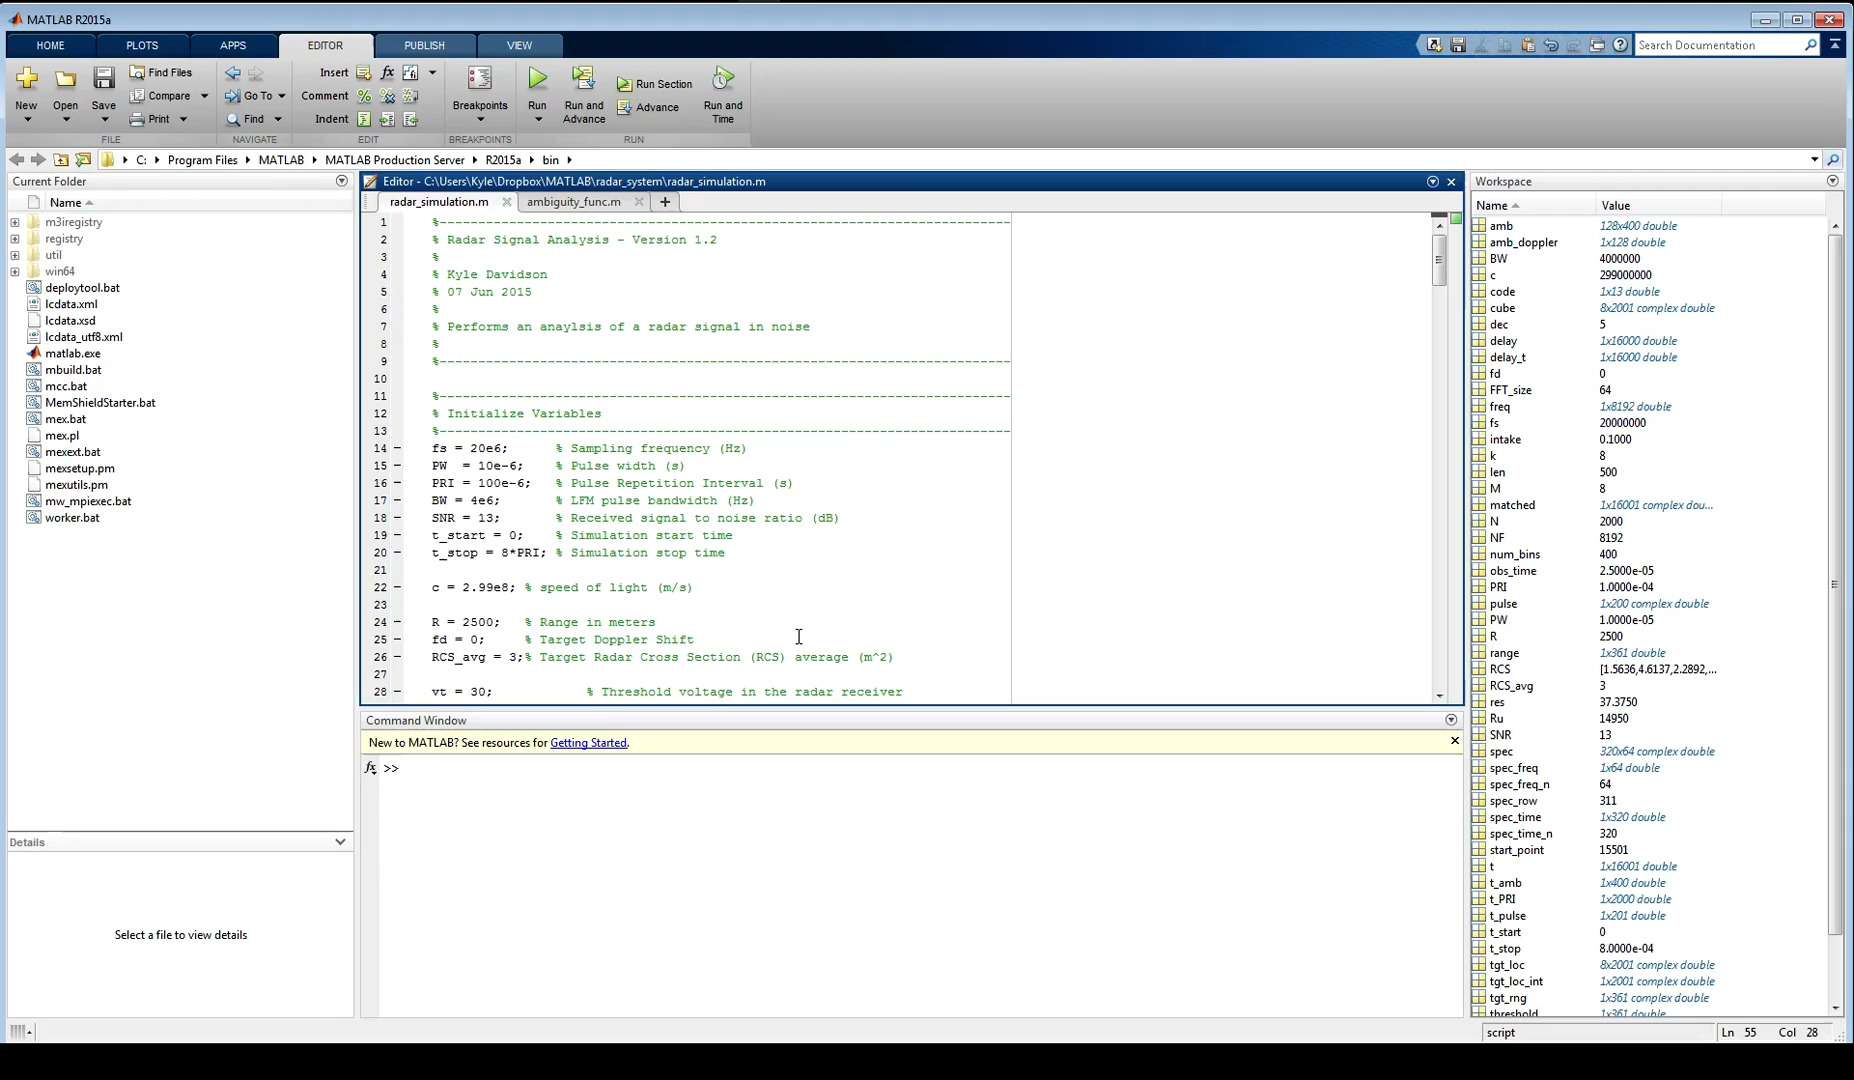 MATLAB R2015a
HOME PLOTS APPS EDITOR PUBLISH VIEW
Search Documentation
New Open Save
Find Files
Compare
Print
FILE
Go To
Find
NAVIGATE
Insert fx
Comment
Indent
EDIT
Breakpoints
BREAKPOINTS
Run
Run and Advance
Run Section
Advance
Run and Time
RUN
C: Program Files MATLAB MATLAB Production Server R2015a bin
Current Folder
Name
m3iregistry
registry
util
win64
deploytool.bat
lcdata.xml
lcdata.xsd
lcdata_utf8.xml
matlab.exe
mbuild.bat
mcc.bat
MemShieldStarter.bat
mex.bat
mex.pl
mexext.bat
mexsetup.pm
mexutils.pm
mw_mpiexec.bat
worker.bat
Details
Select a file to view details
Editor - C:\Users\Kyle\Dropbox\MATLAB\radar_system\radar_simulation.m
radar_simulation.m ambiguity_func.m
1 %--------------------------------------------------------------------------
2 % Radar Signal Analysis - Version 1.2
3 %
4 % Kyle Davidson
5 % 07 Jun 2015
6 %
7 % Performs an anaylsis of a radar signal in noise
8 %
9 %--------------------------------------------------------------------------
10
11 %--------------------------------------------------------------------------
12 % Initialize Variables
13 %--------------------------------------------------------------------------
14 - fs = 20e6; % Sampling frequency (Hz)
15 - PW = 10e-6; % Pulse width (s)
16 - PRI = 100e-6; % Pulse Repetition Interval (s)
17 - BW = 4e6; % LFM pulse bandwidth (Hz)
18 - SNR = 13; % Received signal to noise ratio (dB)
19 - t_start = 0; % Simulation start time
20 - t_stop = 8*PRI; % Simulation stop time
21
22 - c = 2.99e8; % speed of light (m/s)
23
24 - R = 2500; % Range in meters
25 - fd = 0; % Target Doppler Shift
26 - RCS_avg = 3;% Target Radar Cross Section (RCS) average (m^2)
27
28 - vt = 30; % Threshold voltage in the radar receiver
Command Window
New to MATLAB? See resources for Getting Started.
fx >>
Workspace
Name Value
amb 128x400 double
amb_doppler 1x128 double
BW 4000000
c 299000000
code 1x13 double
cube 8x2001 complex double
dec 5
delay 1x16000 double
delay_t 1x16000 double
fd 0
FFT_size 64
freq 1x8192 double
fs 20000000
intake 0.1000
k 8
len 500
M 8
matched 1x16001 complex dou...
N 2000
NF 8192
num_bins 400
obs_time 2.5000e-05
PRI 1.0000e-04
pulse 1x200 complex double
PW 1.0000e-05
R 2500
range 1x361 double
RCS [1.5636,4.6137,2.2892,...
RCS_avg 3
res 37.3750
Ru 14950
SNR 13
spec 320x64 complex double
spec_freq 1x64 double
spec_freq_n 64
spec_row 311
spec_time 1x320 double
spec_time_n 320
start_point 15501
t 1x16001 double
t_amb 1x400 double
t_PRI 1x2000 double
t_pulse 1x201 double
t_start 0
t_stop 8.0000e-04
tgt_loc 8x2001 complex double
tgt_loc_int 1x2001 complex double
tgt_rng 1x361 complex double
threshold 1x361 double
script Ln 55 Col 28